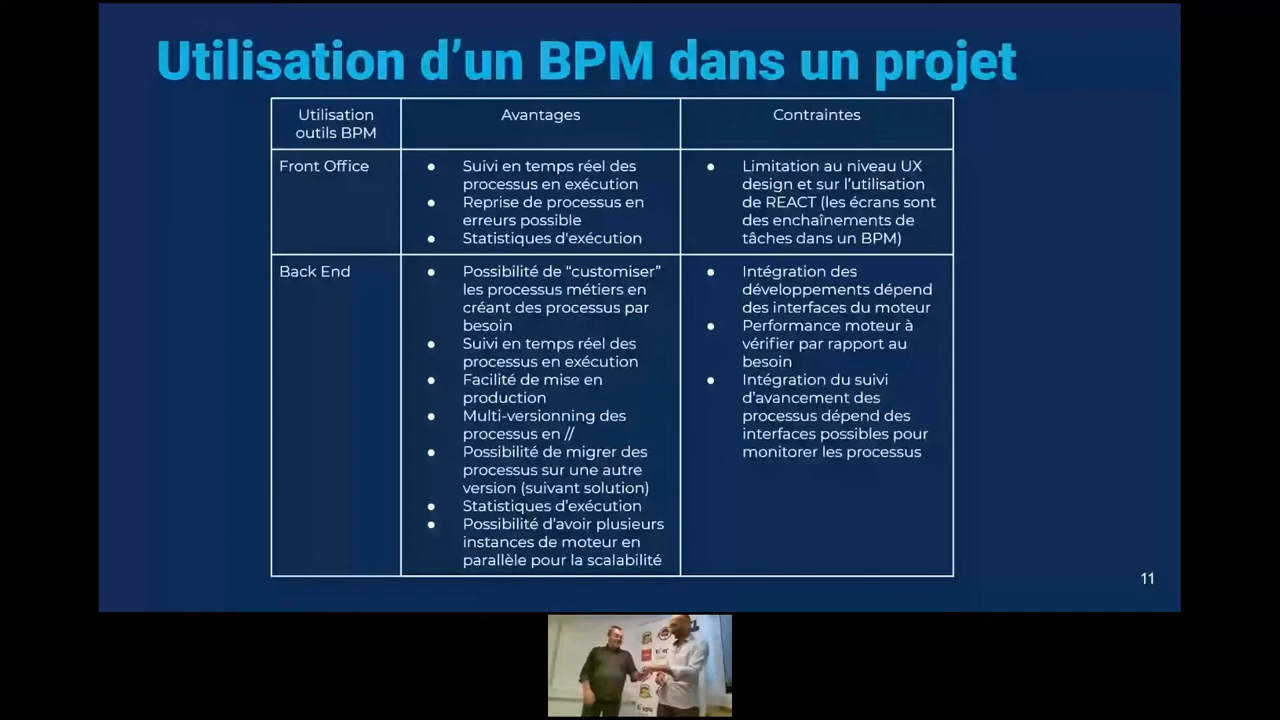 Utilisation d’un BPM dans un projet
Utilisation
outils BPM
Avantages
Contraintes
Front Office
● Suivi en temps réel des
processus en exécution
● Reprise de processus en
erreurs possible
● Statistiques d'exécution
● Limitation au niveau UX
design et sur l’utilisation
de REACT (les écrans sont
des enchaînements de
tâches dans un BPM)
Back End
● Possibilité de “customiser”
les processus métiers en
créant des processus par
besoin
● Suivi en temps réel des
processus en exécution
● Facilité de mise en
production
● Multi-versionning des
processus en //
● Possibilité de migrer des
processus sur une autre
version (suivant solution)
● Statistiques d’exécution
● Possibilité d’avoir plusieurs
instances de moteur en
parallèle pour la scalabilité
● Intégration des
développements dépend
des interfaces du moteur
● Performance moteur à
vérifier par rapport au
besoin
● Intégration du suivi
d’avancement des
processus dépend des
interfaces possibles pour
monitorer les processus
11